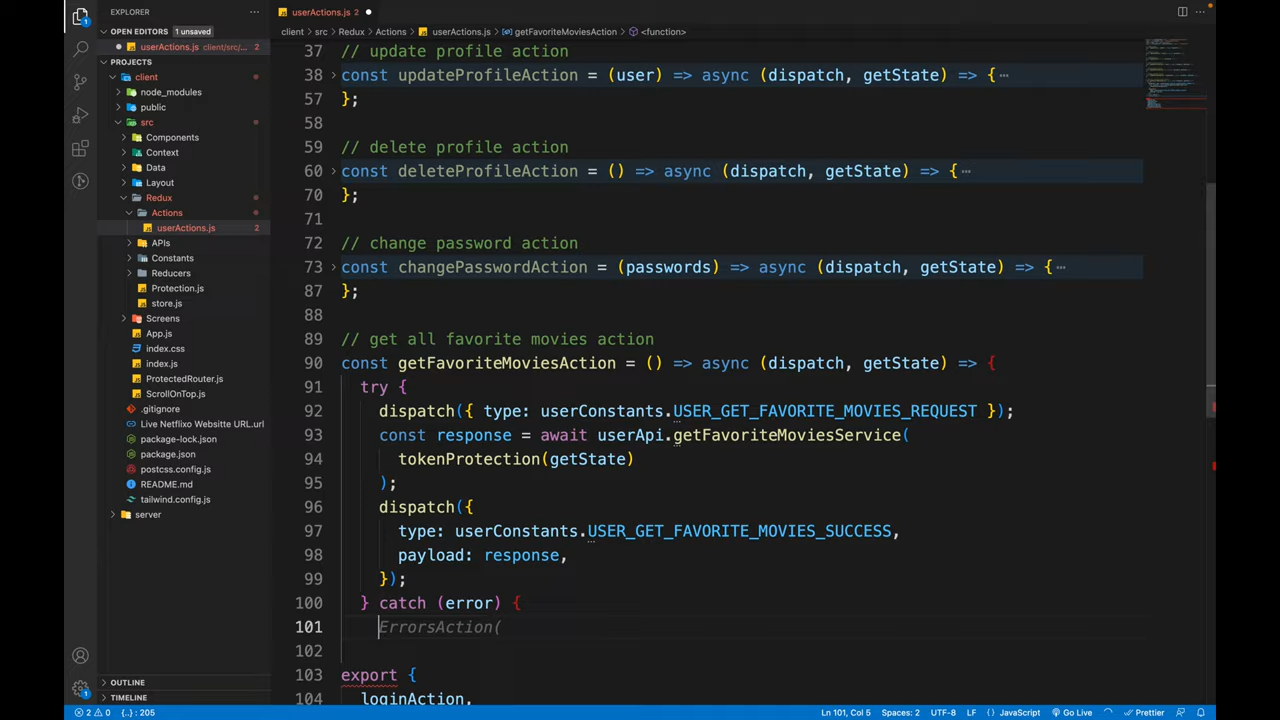 EXPLORER
OPEN EDITORS 1 unsaved
userActions.js client/src/... 2
PROJECTS
client
node_modules
public
src
Components
Context
Data
Layout
Redux
Actions
userActions.js 2
APIs
Constants
Reducers
Protection.js
store.js
Screens
App.js
index.css
index.js
ProtectedRouter.js
ScrollOnTop.js
.gitignore
Live Netflixo Websitte URL.url
package-lock.json
package.json
postcss.config.js
README.md
tailwind.config.js
server
OUTLINE
TIMELINE
userActions.js 2
client > src > Redux > Actions > userActions.js > getFavoriteMoviesAction > <function>
37 // update profile action
38 const updateProfileAction = (user) => async (dispatch, getState) => {…
57 };
58
59 // delete profile action
60 const deleteProfileAction = () => async (dispatch, getState) => {…
70 };
71
72 // change password action
73 const changePasswordAction = (passwords) => async (dispatch, getState) => {…
87 };
88
89 // get all favorite movies action
90 const getFavoriteMoviesAction = () => async (dispatch, getState) => {
91 try {
92 dispatch({ type: userConstants.USER_GET_FAVORITE_MOVIES_REQUEST });
93 const response = await userApi.getFavoriteMoviesService(
94 tokenProtection(getState)
95 );
96 dispatch({
97 type: userConstants.USER_GET_FAVORITE_MOVIES_SUCCESS,
98 payload: response,
99 });
100 } catch (error) {
101 ErrorsAction(
102
103 export {
104 loginAction,
2 0 {..} : 205 Ln 101, Col 5 Spaces: 2 UTF-8 LF {} JavaScript Go Live Prettier